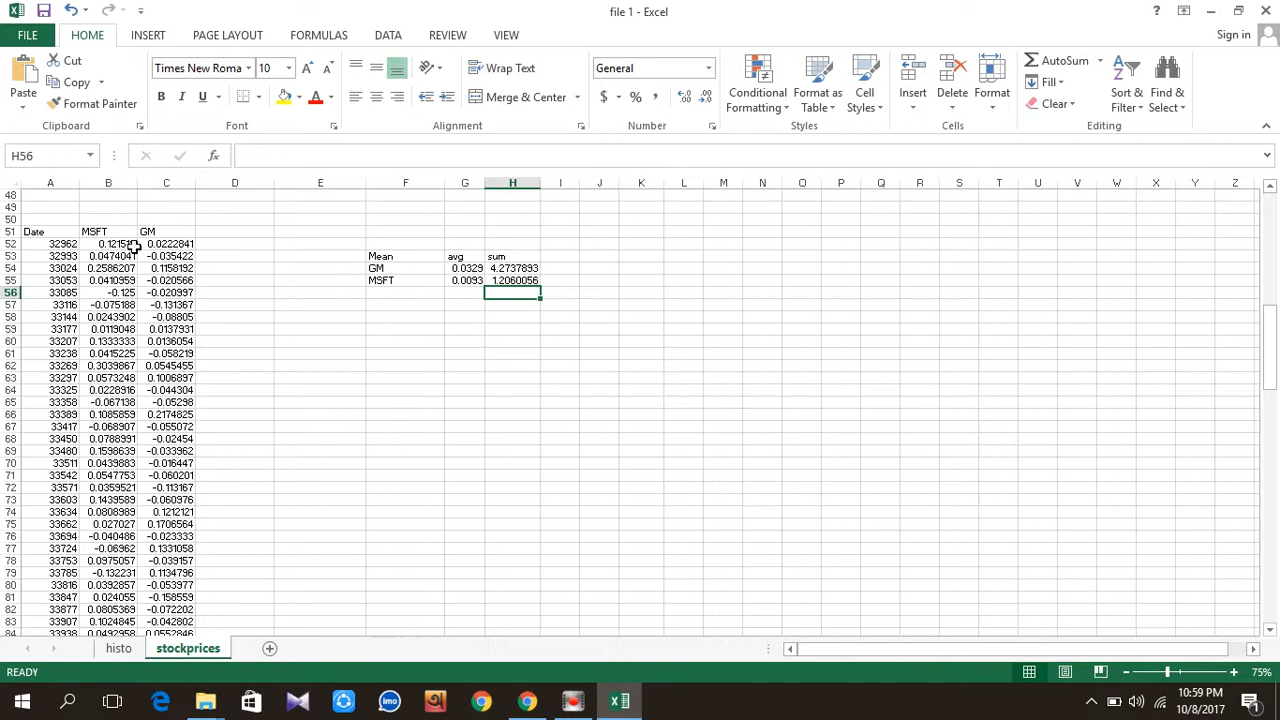 file 1 - Excel
FILE HOME INSERT PAGE LAYOUT FORMULAS DATA REVIEW VIEW Sign in
Cut
Copy
Format Painter
Paste
Clipboard
Times New Roma 10
B I U
Font
Wrap Text
Merge & Center
Alignment
General
$ % ,
Number
Conditional Formatting
Format as Table
Cell Styles
Styles
Insert Delete Format
Cells
AutoSum
Fill
Clear
Sort & Filter
Find & Select
Editing
H56 fx
A B C D E F G H I J K L M N O P Q R S T U V W X Y Z
48
49
50
51 Date MSFT GM
52 32962 0.0222841
53 32993 0.0474041 -0.035422 Mean avg sum
54 33024 0.2586207 0.1158192 GM 0.0329 4.2737893
55 33053 0.0410959 -0.020566 MSFT 0.0093 1.2060056
56 33085 -0.125 -0.020997
57 33116 -0.075188 -0.131367
58 33144 0.0243902 -0.08805
59 33177 0.0119048 0.0137931
60 33207 0.1333333 0.0136054
61 33238 0.0415225 -0.058219
62 33269 0.3039867 0.0545455
63 33297 0.0573248 0.1006897
64 33325 0.0228916 -0.044304
65 33358 -0.067138 -0.05298
66 33389 0.1085859 0.2174825
67 33417 -0.068907 -0.055072
68 33450 0.0788991 -0.02454
69 33480 0.1598639 -0.033962
70 33511 0.0439883 -0.016447
71 33542 0.0547753 -0.060201
72 33571 0.0359521 -0.113167
73 33603 0.1439589 -0.060976
74 33634 0.0808989 0.1212121
75 33662 0.027027 0.1706564
76 33694 -0.040486 -0.023333
77 33724 -0.06962 0.1331058
78 33753 0.0975057 -0.039157
79 33785 -0.132231 0.1134796
80 33816 0.0392857 -0.053977
81 33847 0.024055 -0.158559
82 33877 0.0805369 -0.072202
83 33907 0.1024845 -0.042802
84 33938 0.0492958 0.0552846
histo stockprices
READY 75%
10:59 PM
10/8/2017